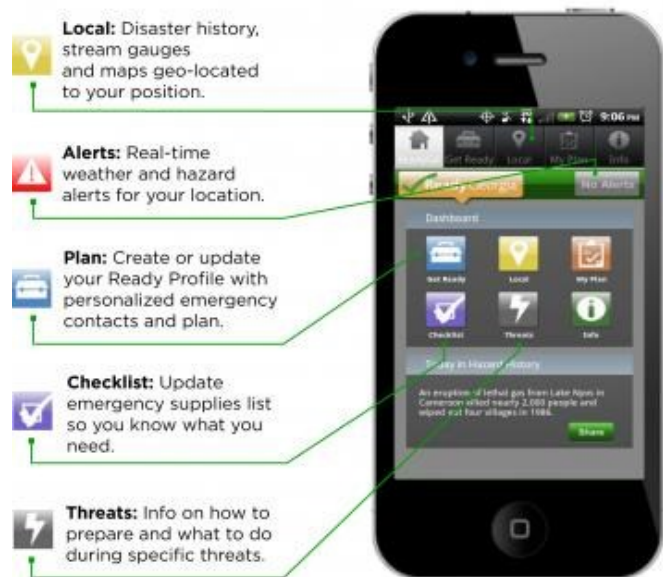 Local: Disaster history,
stream gauges
and maps geo-located
to your position.
Alerts: Real-time
weather and hazard
alerts for your location.
Plan: Create or update
your Ready Profile with
personalized emergency
contacts and plan.
Checklist: Update
emergency supplies list
so you know what you
need.
Threats: Info on how to
prepare and what to do
during specific threats.
9:06 PM
Get Ready Local My Plan Info
Ready Georgia No Alerts
Dashboard
Get Ready Local My Plan
Checklist Threats Info
Today in Hazard History
An eruption of lethal gas from Lake Nyos in
Cameroon killed nearly 2,000 people and
wiped out four villages in 1986.
Share